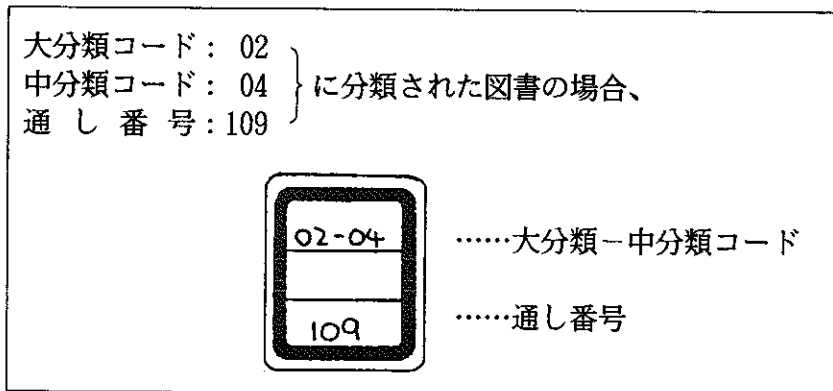 大分類コード: 02
中分類コード: 04
通し番号:109
に分類された図書の場合、
02-04
……大分類－中分類コード
109
……通し番号